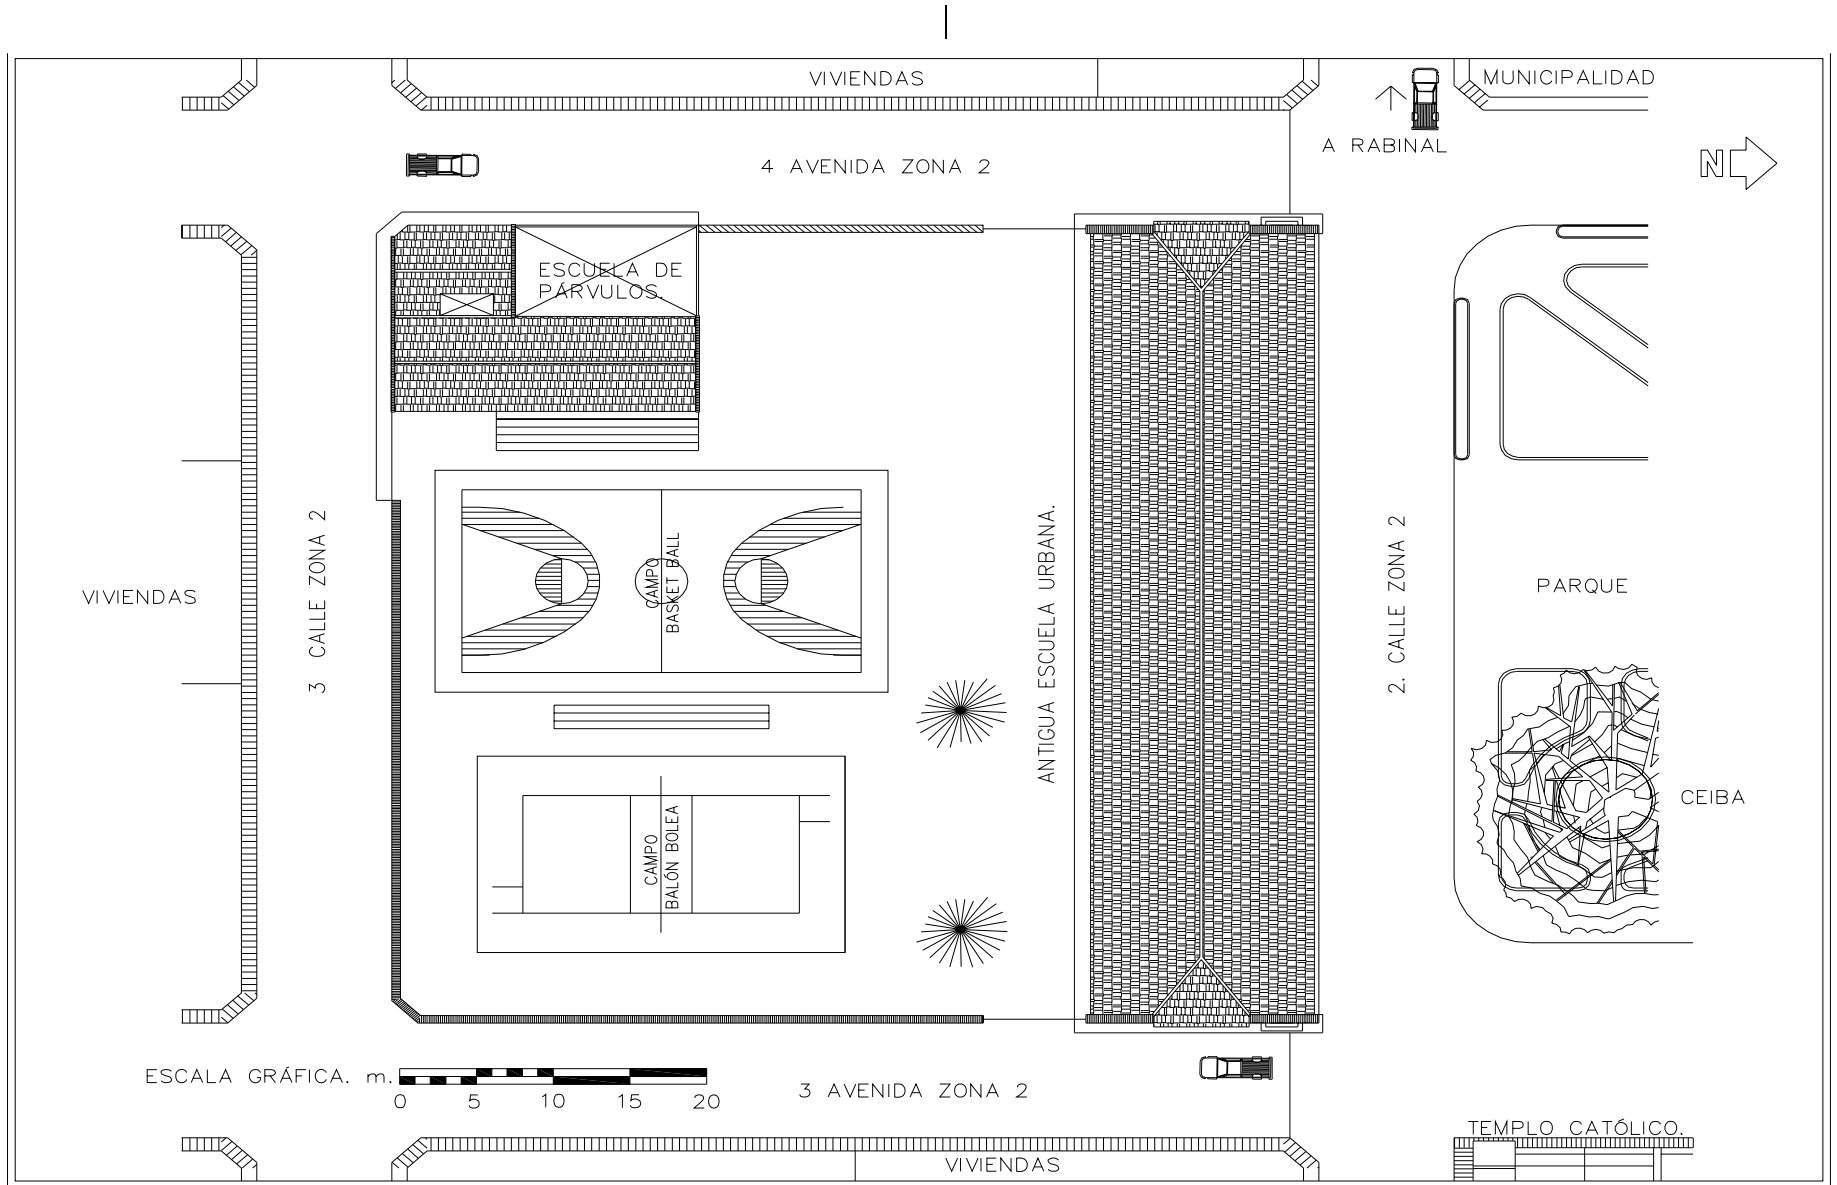 VIVIENDAS
MUNICIPALIDAD
A RABINAL
4 AVENIDA ZONA 2
N
ESCUELA DE
PÁRVULOS.
3 CALLE ZONA 2
VIVIENDAS
CAMPO
BASKET BALL
ANTIGUA ESCUELA URBANA.
2. CALLE ZONA 2
PARQUE
CEIBA
CAMPO
BALÓN BOLEA
ESCALA GRÁFICA. m.
0 5 10 15 20
3 AVENIDA ZONA 2
TEMPLO CATÓLICO.
VIVIENDAS